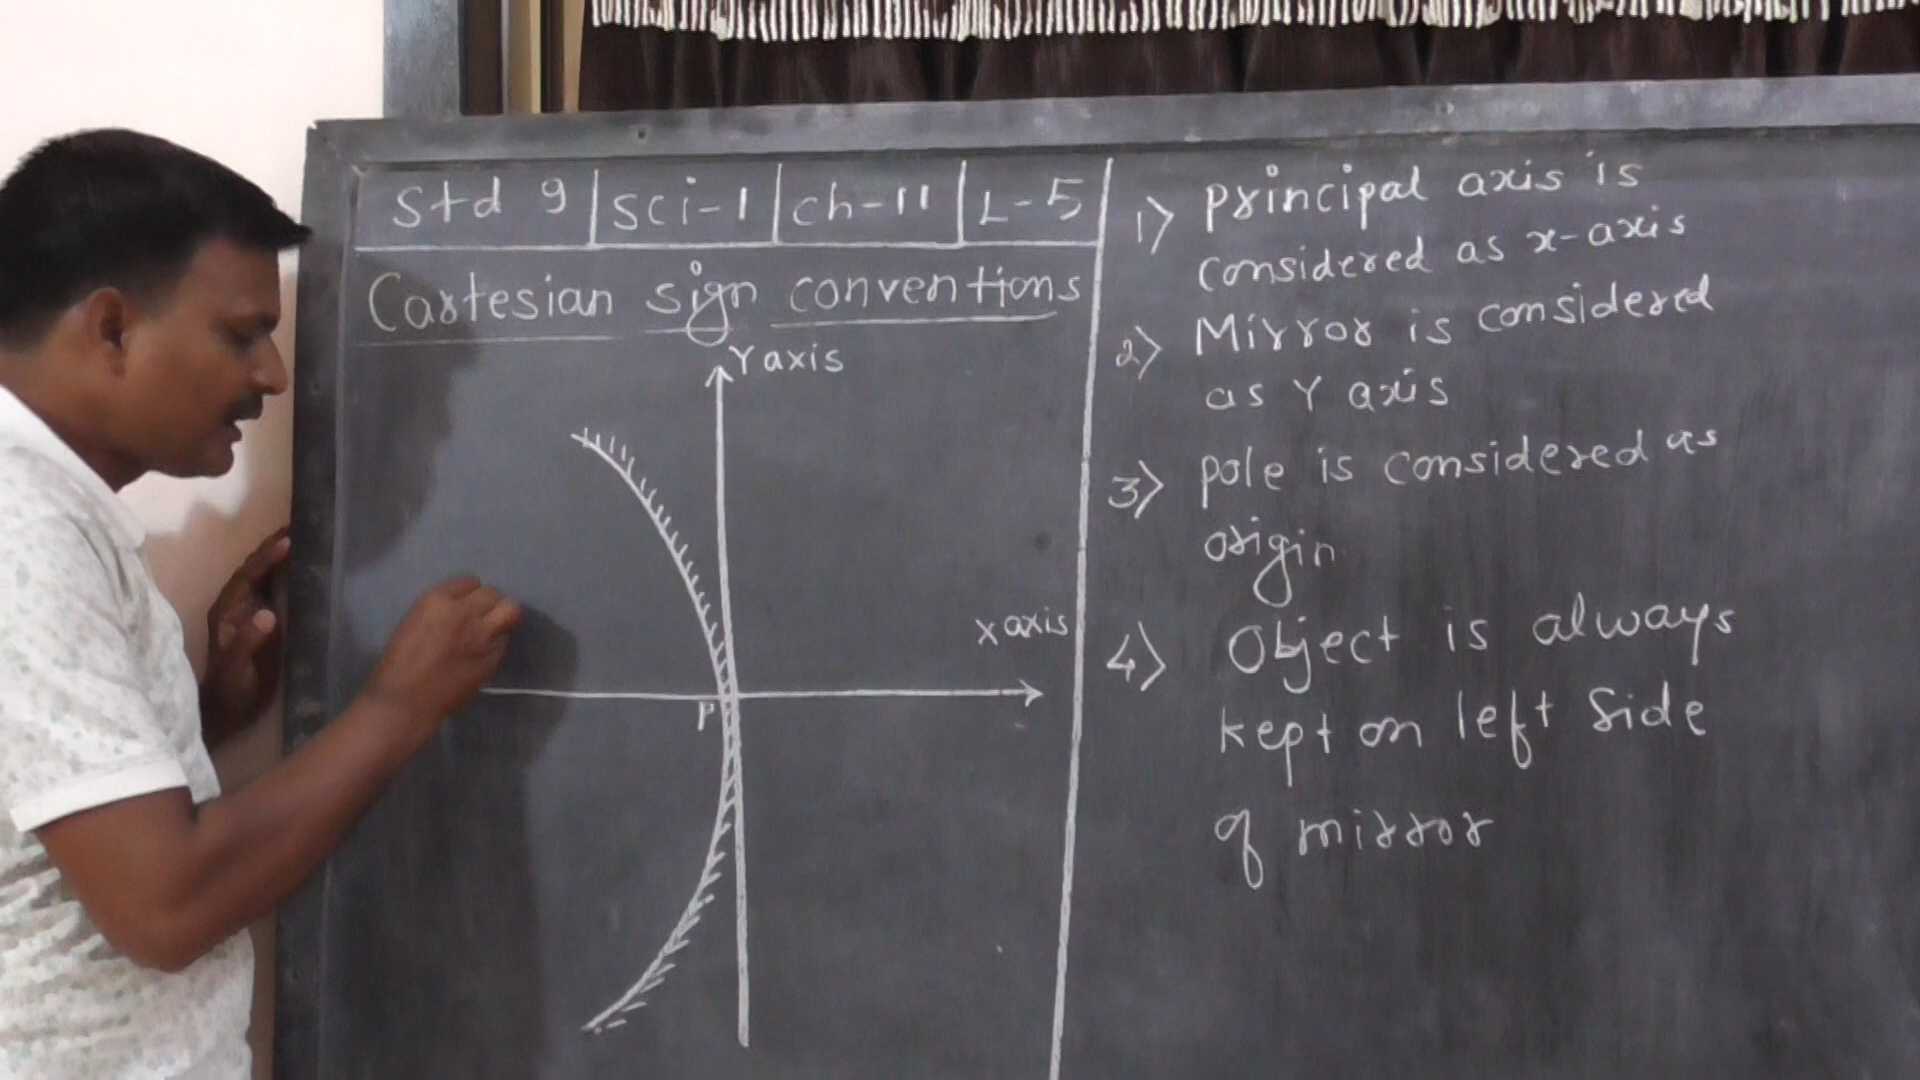 Std 9 | Sci-1 | ch-11 | L-5
Cartesian sign conventions
Y axis
X axis
P
1) principal axis is
considered as x-axis
2) Mirror is considered
as Y axis
3) pole is considered as
origin
4) Object is always
kept on left side
of mirror